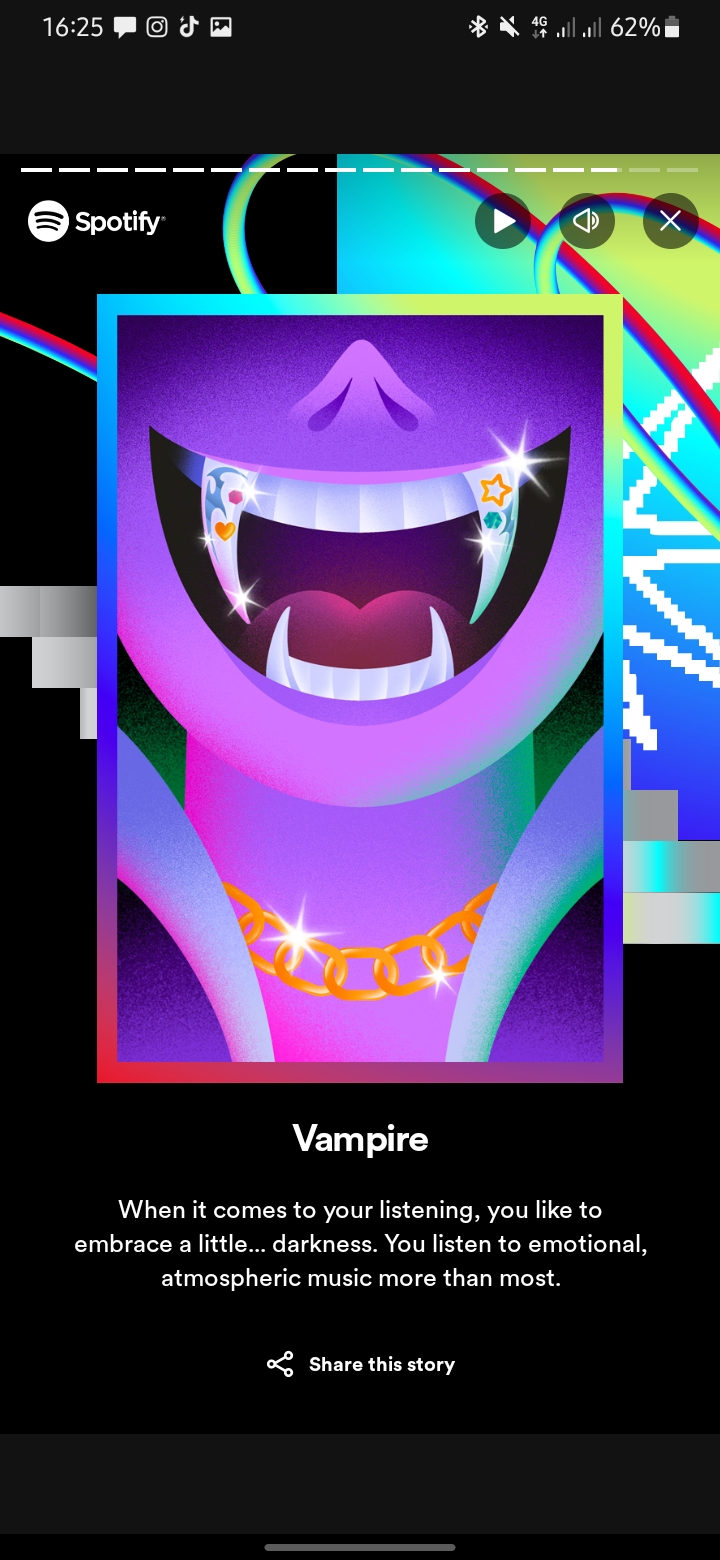 16:25
4G
62%
Spotify
Vampire
When it comes to your listening, you like to
embrace a little... darkness. You listen to emotional,
atmospheric music more than most.
Share this story